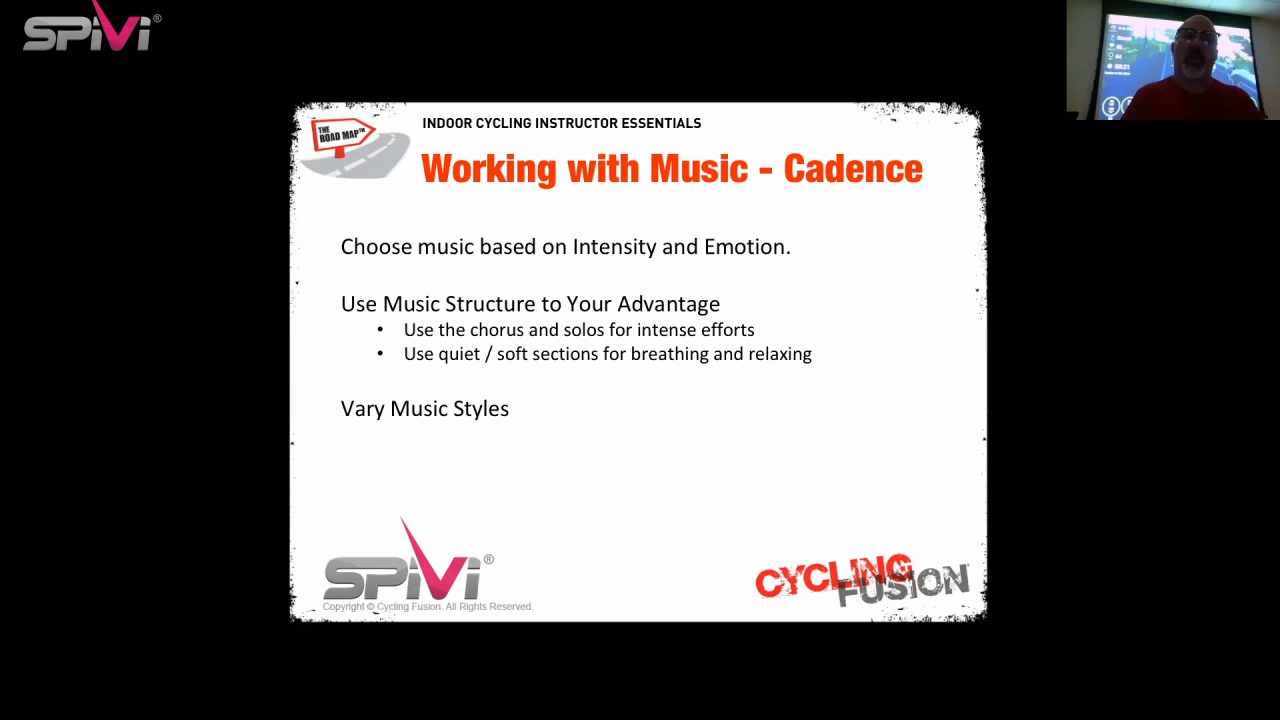 SPiVi®
THE
ROAD MAP™
INDOOR CYCLING INSTRUCTOR ESSENTIALS
Working with Music - Cadence
Choose music based on Intensity and Emotion.
Use Music Structure to Your Advantage
• Use the chorus and solos for intense efforts
• Use quiet / soft sections for breathing and relaxing
Vary Music Styles
SPiVi®
Copyright © Cycling Fusion. All Rights Reserved.
CYCLING
FUSION
00:21